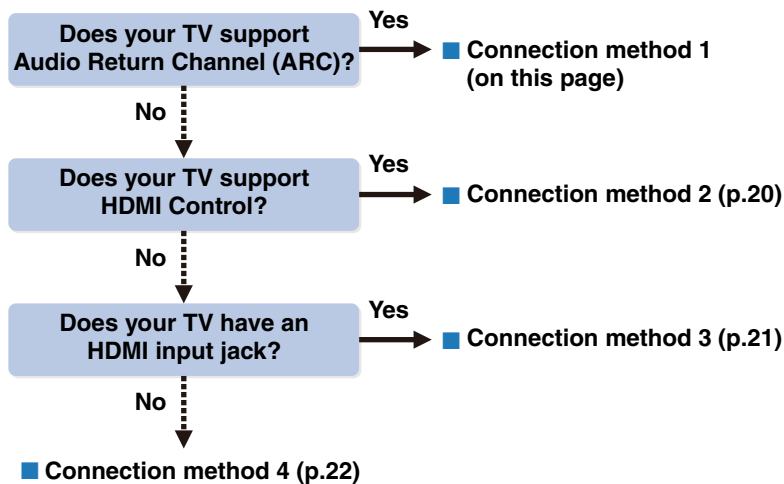 Does your TV support
Audio Return Channel (ARC)?
Yes
■ Connection method 1
(on this page)
No
Does your TV support
HDMI Control?
Yes
■ Connection method 2 (p.20)
No
Does your TV have an
HDMI input jack?
Yes
■ Connection method 3 (p.21)
No
■ Connection method 4 (p.22)